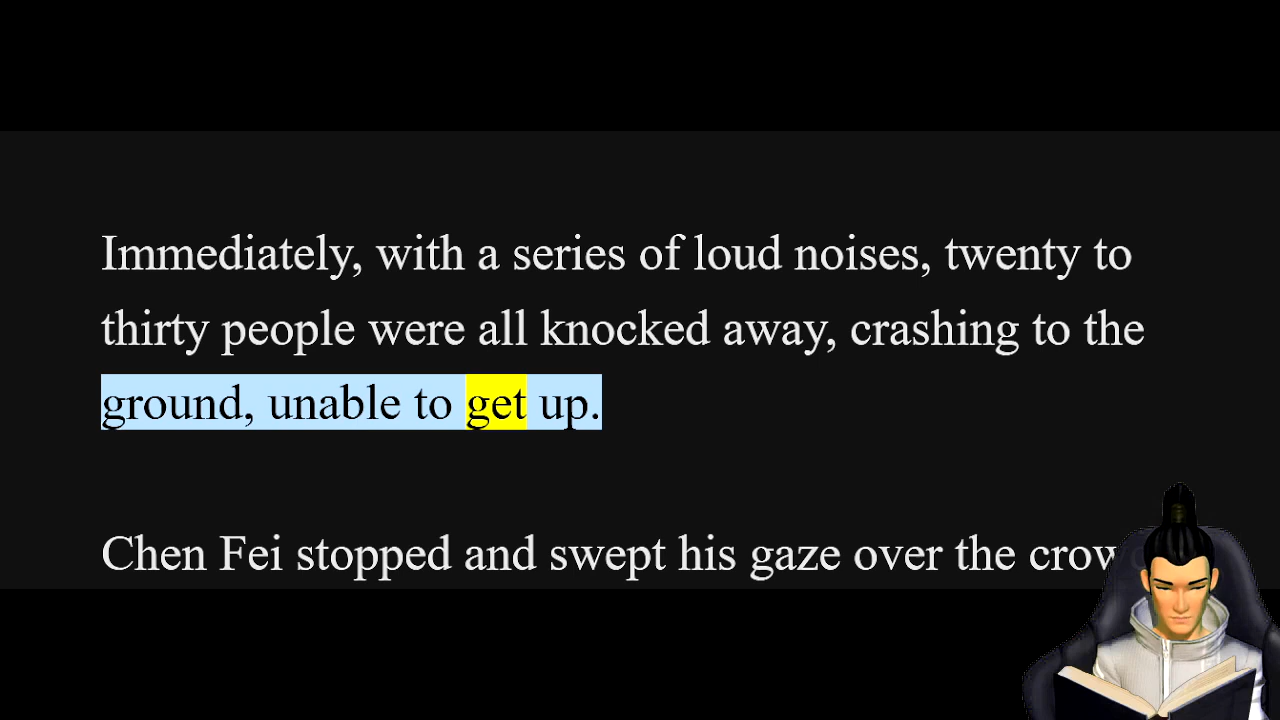 Immediately, with a series of loud noises, twenty to
thirty people were all knocked away, crashing to the
ground, unable to get up.
Chen Fei stopped and swept his gaze over the